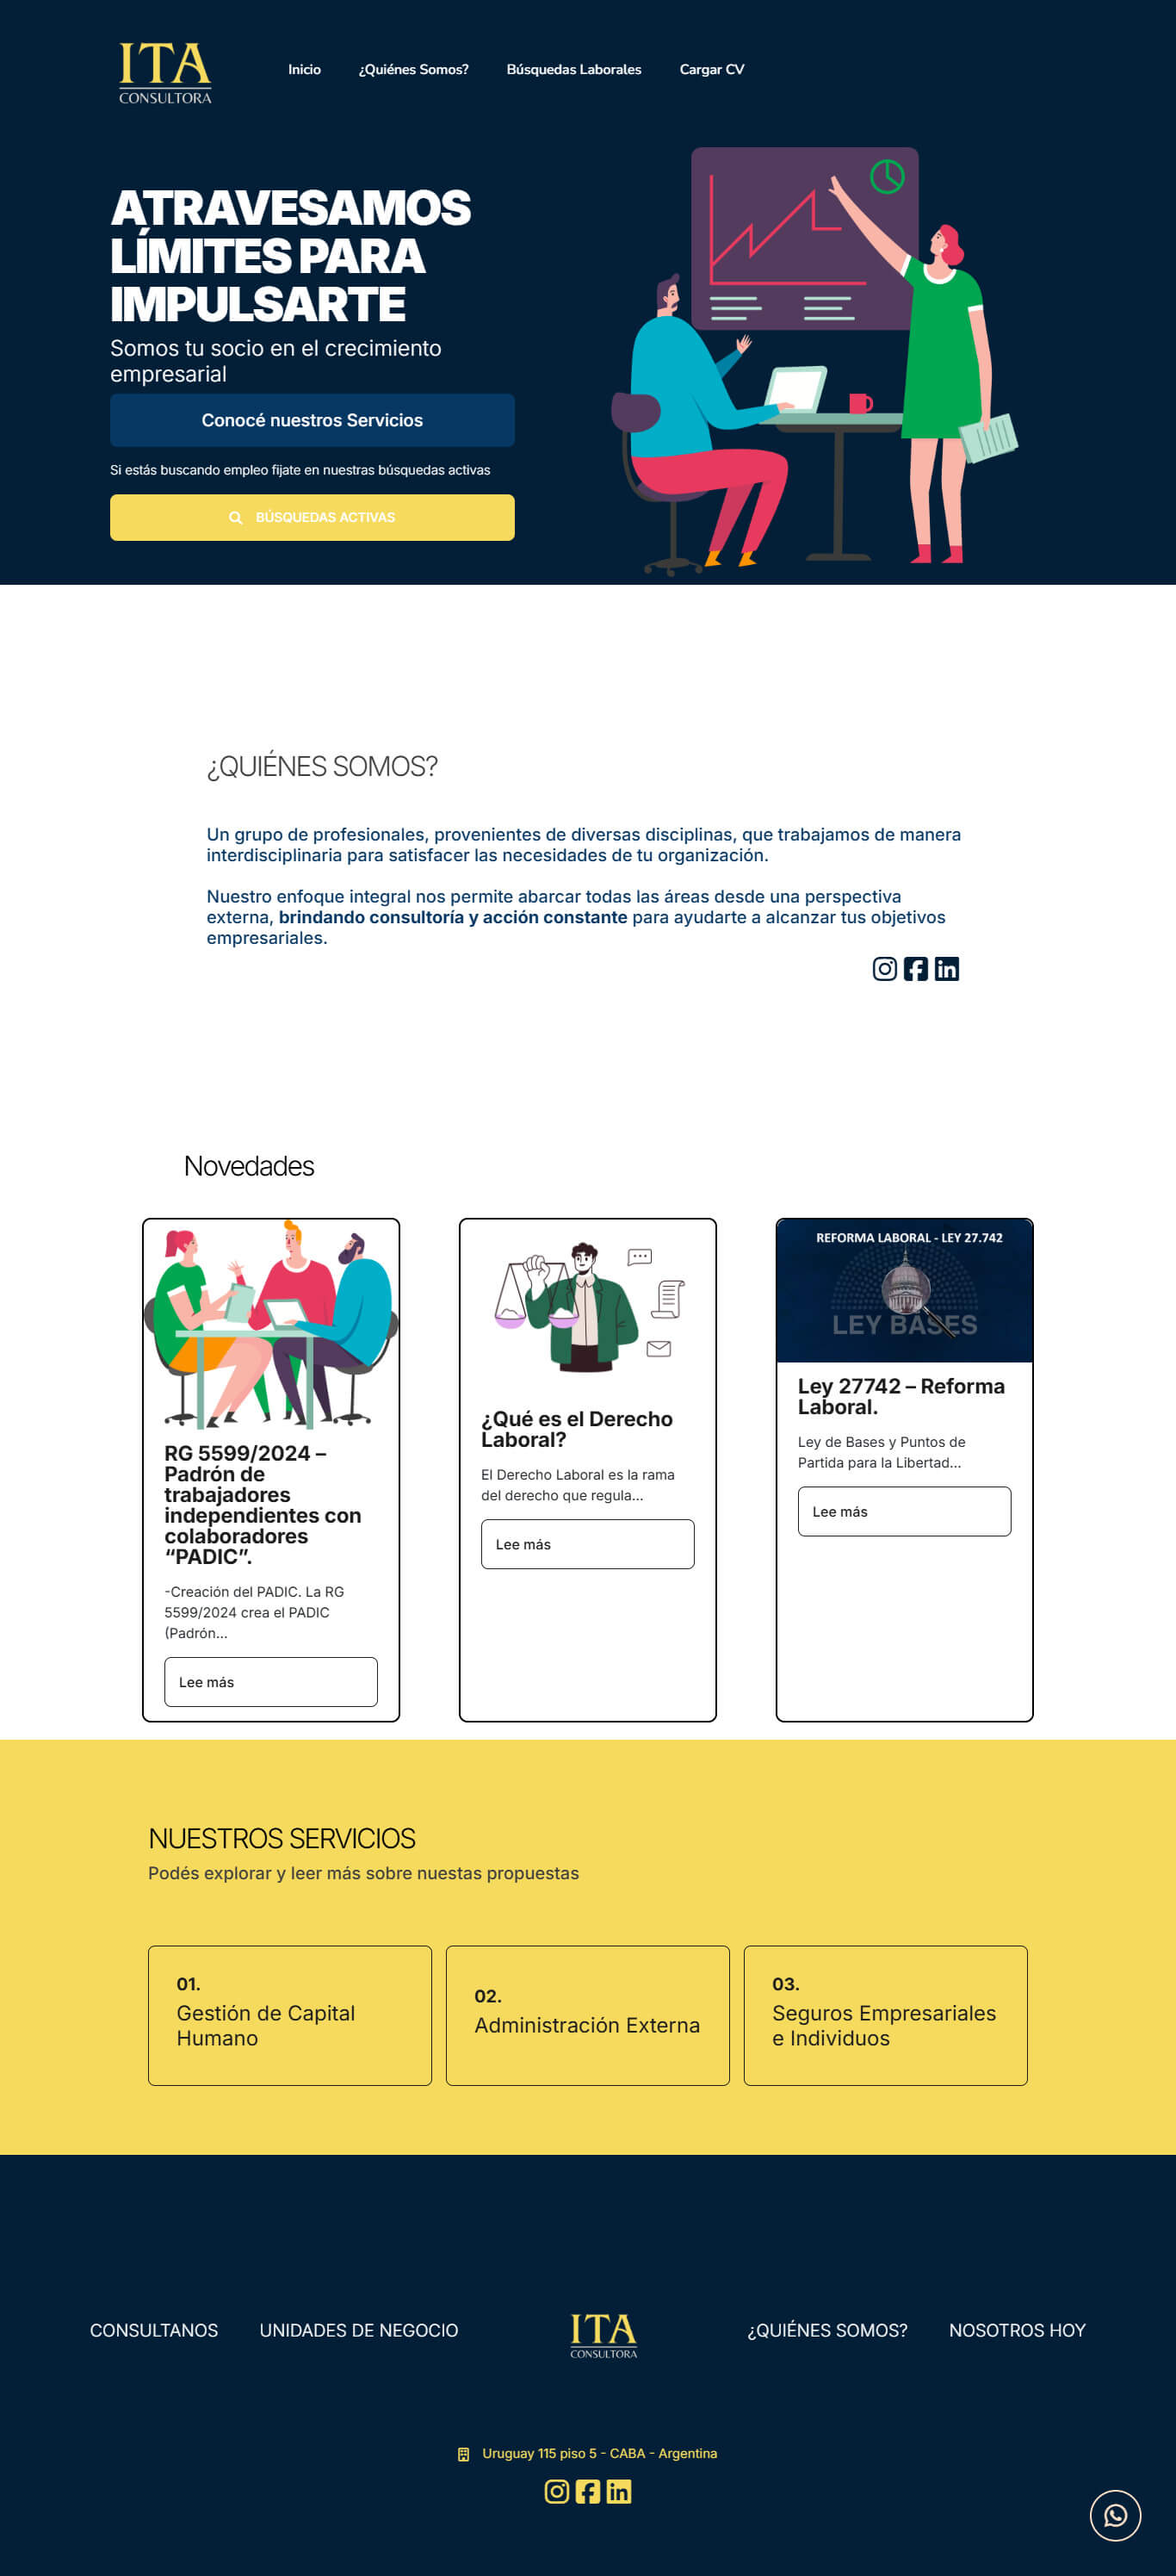 ITA
CONSULTORA
Inicio
¿Quiénes Somos?
Búsquedas Laborales
Cargar CV
ATRAVESAMOS
LÍMITES PARA
IMPULSARTE
Somos tu socio en el crecimiento
empresarial
Conocé nuestros Servicios
Si estás buscando empleo fijate en nuestras búsquedas activas
BÚSQUEDAS ACTIVAS
¿QUIÉNES SOMOS?
Un grupo de profesionales, provenientes de diversas disciplinas, que trabajamos de manera
interdisciplinaria para satisfacer las necesidades de tu organización.
Nuestro enfoque integral nos permite abarcar todas las áreas desde una perspectiva
externa, brindando consultoría y acción constante para ayudarte a alcanzar tus objetivos
empresariales.
Novedades
RG 5599/2024 –
Padrón de
trabajadores
independientes con
colaboradores
“PADIC”.
-Creación del PADIC. La RG
5599/2024 crea el PADIC
(Padrón...
Lee más
¿Qué es el Derecho
Laboral?
El Derecho Laboral es la rama
del derecho que regula...
Lee más
REFORMA LABORAL - LEY 27.742
LEY BASES
Ley 27742 – Reforma
Laboral.
Ley de Bases y Puntos de
Partida para la Libertad...
Lee más
NUESTROS SERVICIOS
Podés explorar y leer más sobre nuestas propuestas
01.
Gestión de Capital
Humano
02.
Administración Externa
03.
Seguros Empresariales
e Individuos
CONSULTANOS
UNIDADES DE NEGOCIO
ITA
CONSULTORA
¿QUIÉNES SOMOS?
NOSOTROS HOY
Uruguay 115 piso 5 - CABA - Argentina